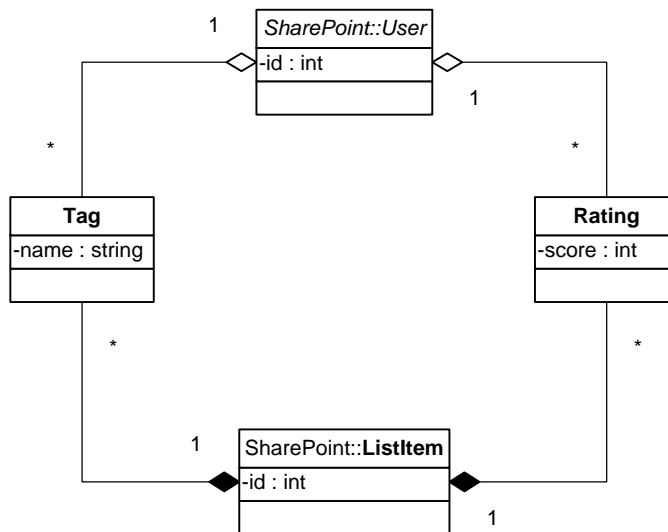 1
SharePoint::User
-id : int
1
*
*
Tag
-name : string
Rating
-score : int
*
*
1
SharePoint::ListItem
-id : int
1